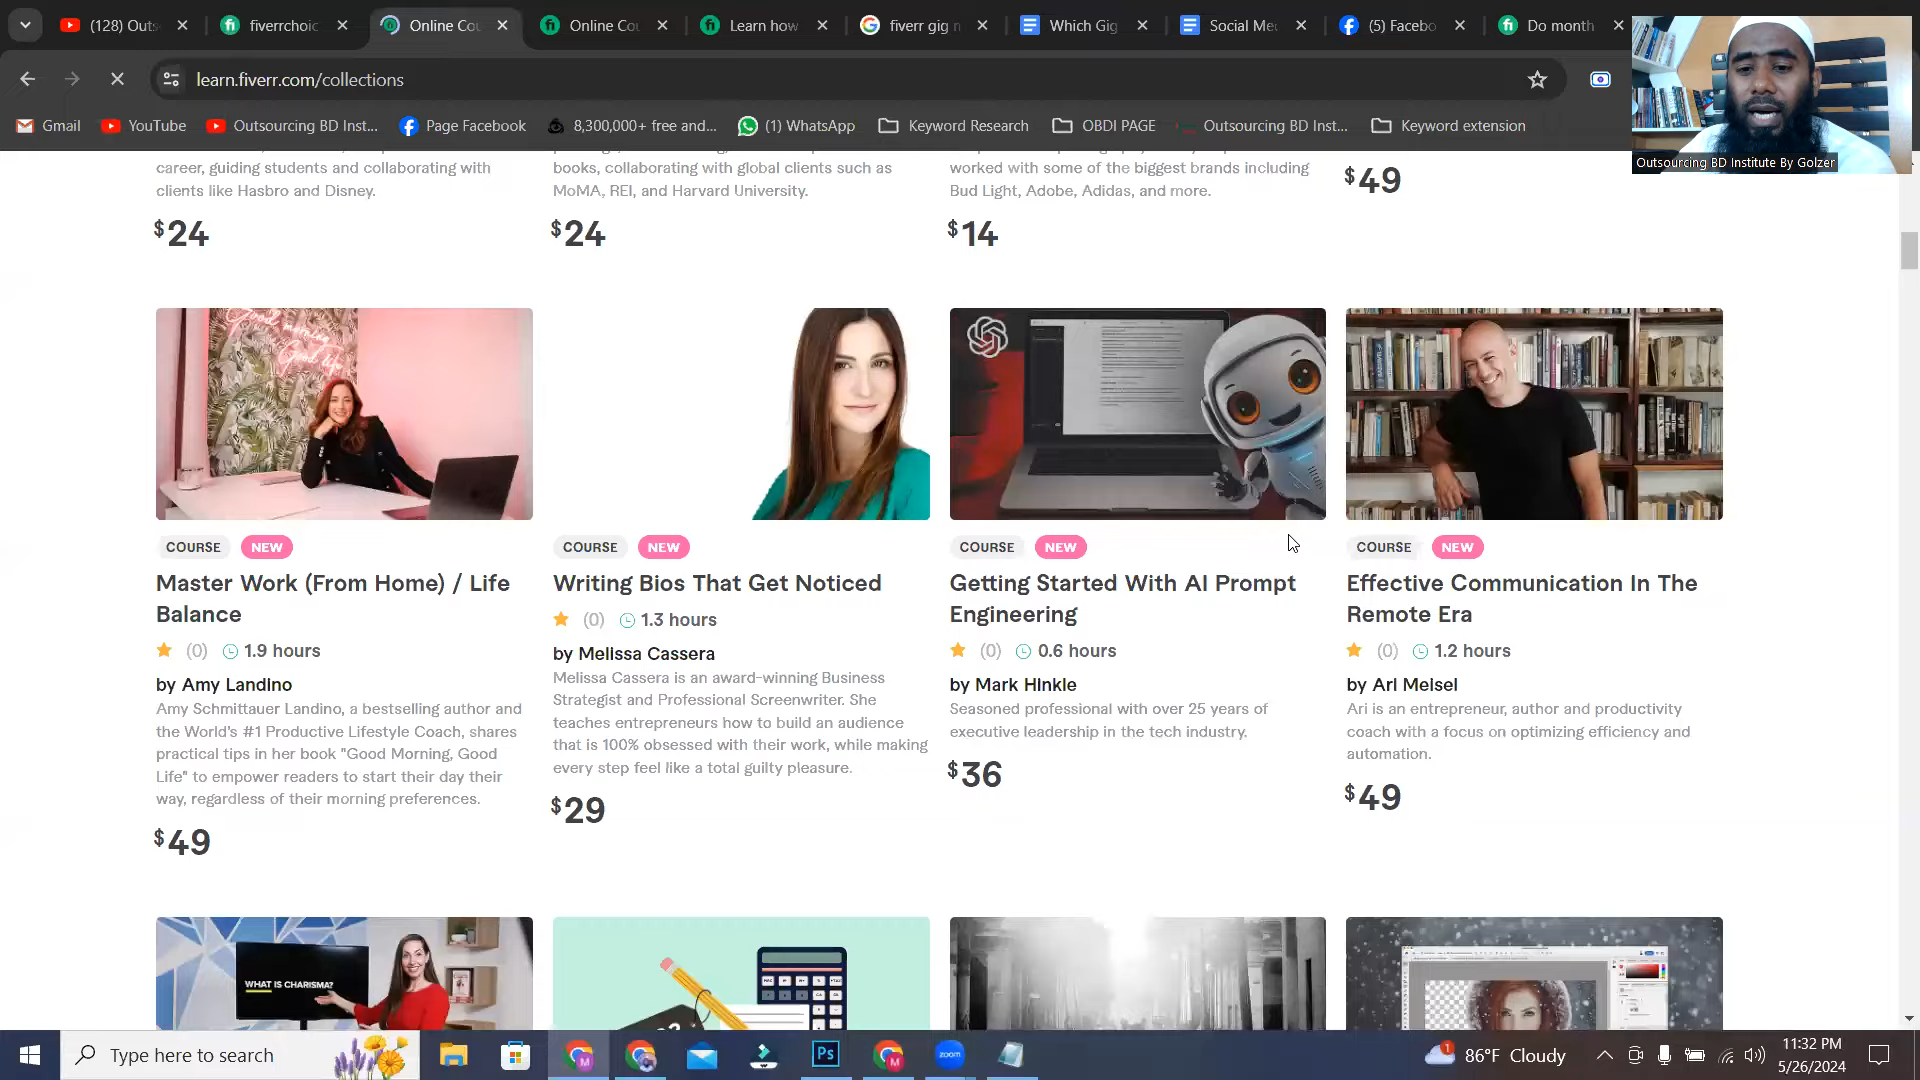 (128) Outs
fiverrchoic
Online Cou
Online Cou
Learn how
fiverr gig r
Which Gig
Social Med
(5) Facebo
Do month
learn.fiverr.com/collections
Gmail
YouTube
Outsourcing BD Inst...
Page Facebook
8,300,000+ free and...
(1) WhatsApp
Keyword Research
OBDI PAGE
Outsourcing BD Inst...
Keyword extension
Outsourcing BD Institute By Golzer
career, guiding students and collaborating with
clients like Hasbro and Disney.
$24
books, collaborating with global clients such as
MoMA, REI, and Harvard University.
$24
worked with some of the biggest brands including
Bud Light, Adobe, Adidas, and more.
$14
$49
Good morning
Good life
COURSE NEW
Master Work (From Home) / Life
Balance
(0) 1.9 hours
by Amy Landino
Amy Schmittauer Landino, a bestselling author and
the World's #1 Productive Lifestyle Coach, shares
practical tips in her book "Good Morning, Good
Life" to empower readers to start their day their
way, regardless of their morning preferences.
$49
COURSE NEW
Writing Bios That Get Noticed
(0) 1.3 hours
by Melissa Cassera
Melissa Cassera is an award-winning Business
Strategist and Professional Screenwriter. She
teaches entrepreneurs how to build an audience
that is 100% obsessed with their work, while making
every step feel like a total guilty pleasure.
$29
COURSE NEW
Getting Started With AI Prompt
Engineering
(0) 0.6 hours
by Mark Hinkle
Seasoned professional with over 25 years of
executive leadership in the tech industry.
$36
COURSE NEW
Effective Communication In The
Remote Era
(0) 1.2 hours
by Ari Meisel
Ari is an entrepreneur, author and productivity
coach with a focus on optimizing efficiency and
automation.
$49
WHAT IS CHARISMA?
Type here to search
Ps
zoom
1
86°F Cloudy
11:32 PM
5/26/2024